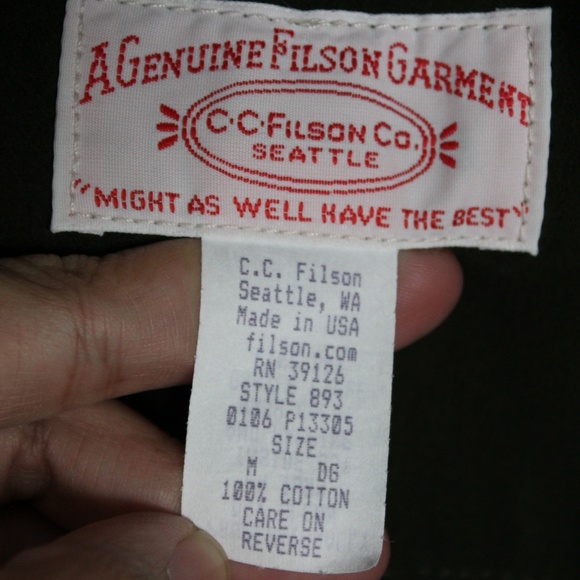 A GENUINE FILSON GARMENT
C·C·FILSON CO.
SEATTLE
"MIGHT AS WELL HAVE THE BEST"
C.C. Filson
Seattle, WA
Made in USA
filson.com
RN 39126
STYLE 893
0106 P13305
SIZE
M DG
100% COTTON
CARE ON
REVERSE